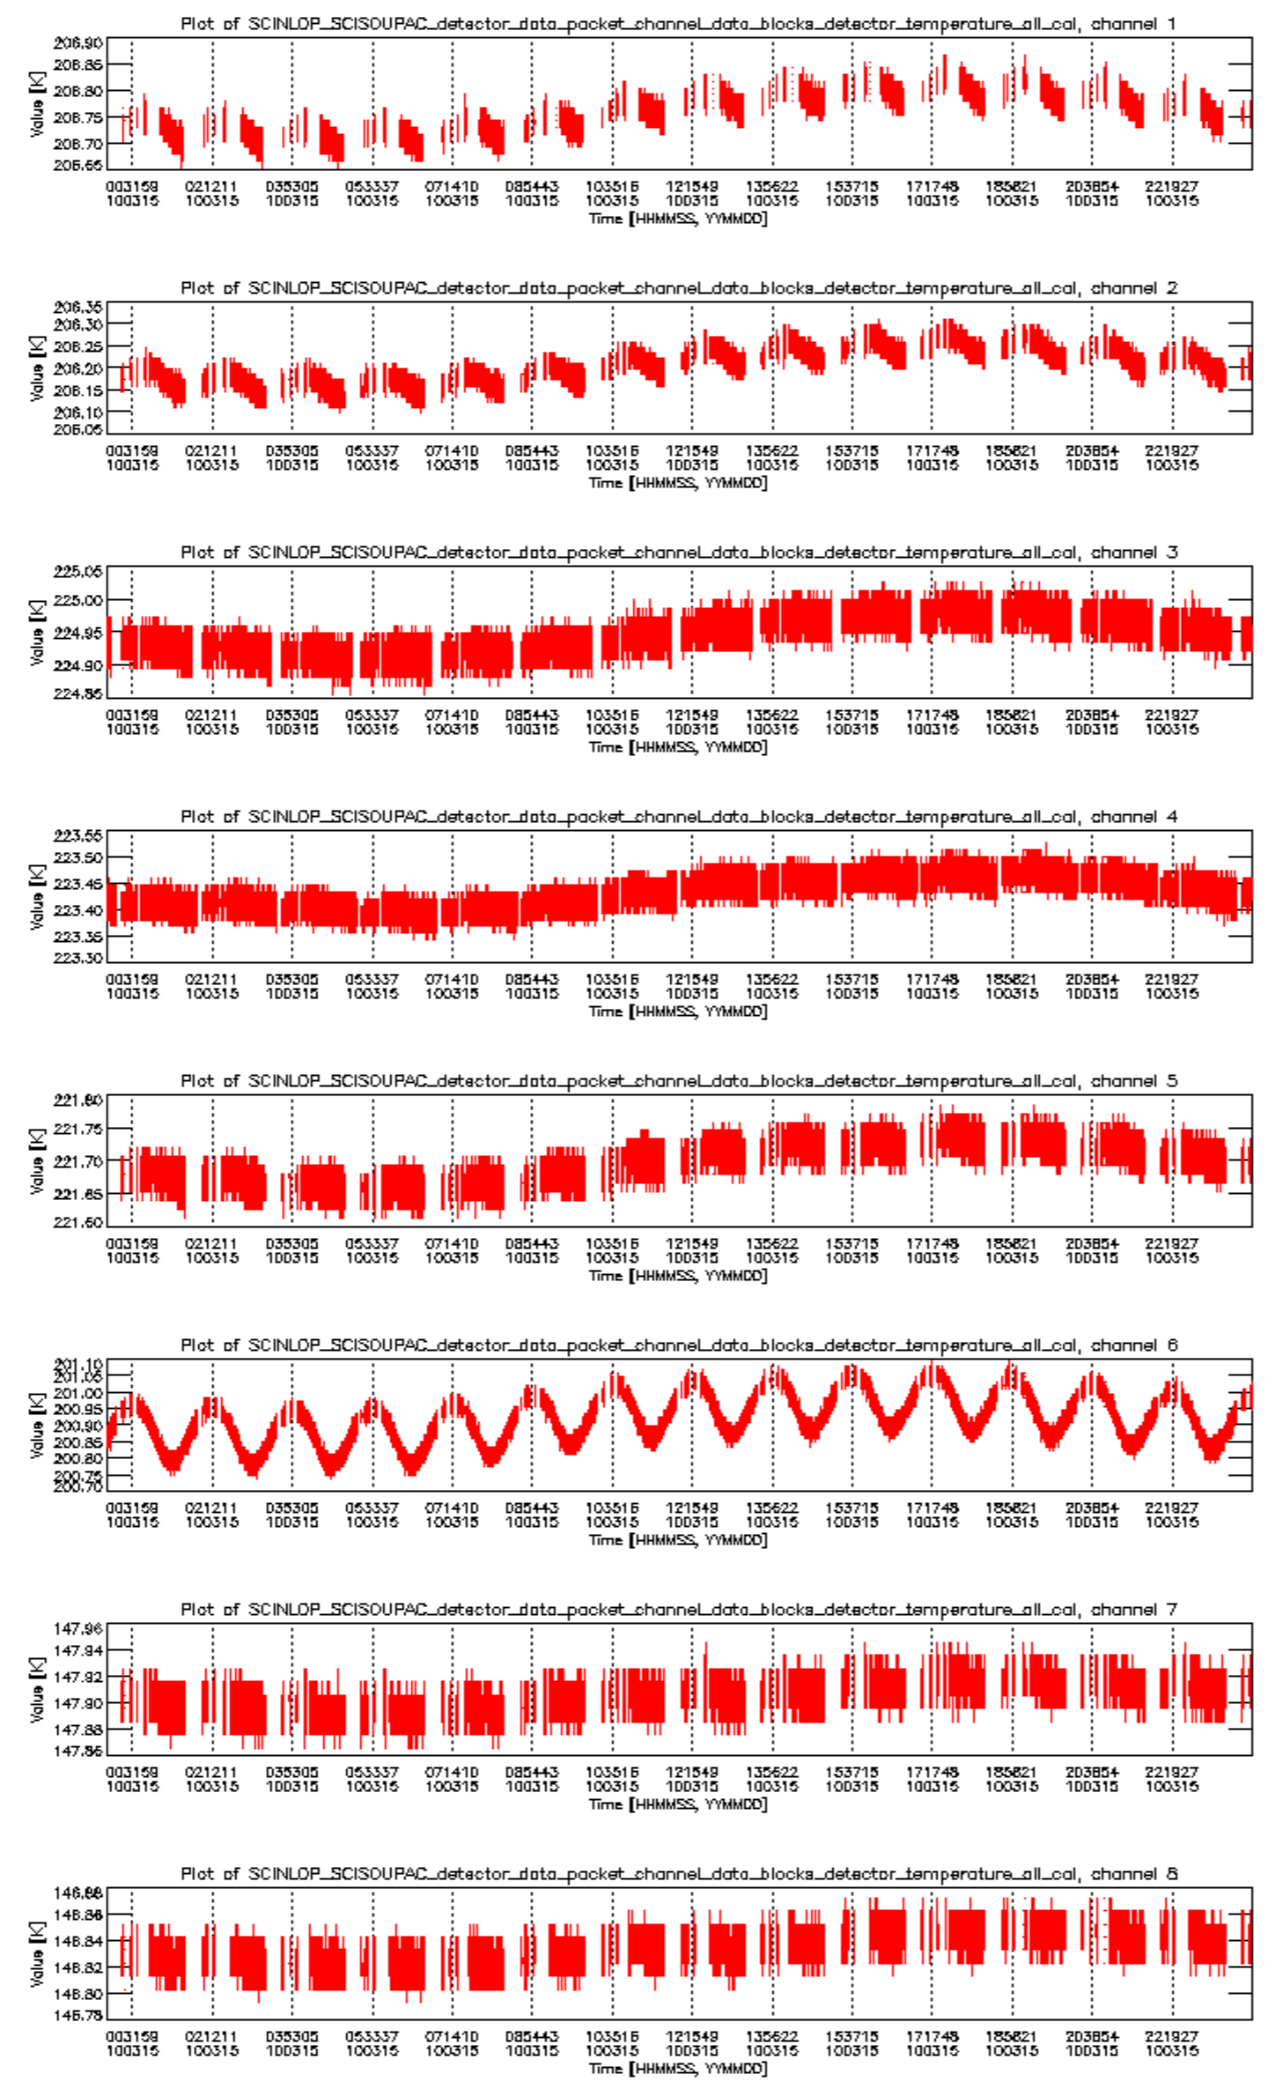 Plot of SCINLOP_SCISOUPAC_detector_data_packet_channel_data_blocks_detector_temperature_all_cal, channel 1
206.90
206.85
206.80
206.75
206.70
206.65
Value [K]
003159 021211 035305 053337 071410 085443 103516 121549 135622 153715 171748 185821 203854 221927
100315 100315 100315 100315 100315 100315 100315 100315 100315 100315 100315 100315 100315 100315
Time [HHMMSS, YYMMDD]
Plot of SCINLOP_SCISOUPAC_detector_data_packet_channel_data_blocks_detector_temperature_all_cal, channel 2
206.35
206.30
206.25
206.20
206.15
206.10
206.05
Value [K]
003159 021211 035305 053337 071410 085443 103516 121549 135622 153715 171748 185821 203854 221927
100315 100315 100315 100315 100315 100315 100315 100315 100315 100315 100315 100315 100315 100315
Time [HHMMSS, YYMMDD]
Plot of SCINLOP_SCISOUPAC_detector_data_packet_channel_data_blocks_detector_temperature_all_cal, channel 3
225.05
225.00
224.95
224.90
224.85
Value [K]
003159 021211 035305 053337 071410 085443 103516 121549 135622 153715 171748 185821 203854 221927
100315 100315 100315 100315 100315 100315 100315 100315 100315 100315 100315 100315 100315 100315
Time [HHMMSS, YYMMDD]
Plot of SCINLOP_SCISOUPAC_detector_data_packet_channel_data_blocks_detector_temperature_all_cal, channel 4
223.55
223.50
223.45
223.40
223.35
223.30
Value [K]
003159 021211 035305 053337 071410 085443 103516 121549 135622 153715 171748 185821 203854 221927
100315 100315 100315 100315 100315 100315 100315 100315 100315 100315 100315 100315 100315 100315
Time [HHMMSS, YYMMDD]
Plot of SCINLOP_SCISOUPAC_detector_data_packet_channel_data_blocks_detector_temperature_all_cal, channel 5
221.80
221.75
221.70
221.65
221.60
Value [K]
003159 021211 035305 053337 071410 085443 103516 121549 135622 153715 171748 185821 203854 221927
100315 100315 100315 100315 100315 100315 100315 100315 100315 100315 100315 100315 100315 100315
Time [HHMMSS, YYMMDD]
Plot of SCINLOP_SCISOUPAC_detector_data_packet_channel_data_blocks_detector_temperature_all_cal, channel 6
201.10
201.05
201.00
200.95
200.90
200.85
200.80
200.75
200.70
Value [K]
003159 021211 035305 053337 071410 085443 103516 121549 135622 153715 171748 185821 203854 221927
100315 100315 100315 100315 100315 100315 100315 100315 100315 100315 100315 100315 100315 100315
Time [HHMMSS, YYMMDD]
Plot of SCINLOP_SCISOUPAC_detector_data_packet_channel_data_blocks_detector_temperature_all_cal, channel 7
147.96
147.94
147.92
147.90
147.88
147.86
Value [K]
003159 021211 035305 053337 071410 085443 103516 121549 135622 153715 171748 185821 203854 221927
100315 100315 100315 100315 100315 100315 100315 100315 100315 100315 100315 100315 100315 100315
Time [HHMMSS, YYMMDD]
Plot of SCINLOP_SCISOUPAC_detector_data_packet_channel_data_blocks_detector_temperature_all_cal, channel 8
146.88
146.86
146.84
146.82
146.80
146.78
Value [K]
003159 021211 035305 053337 071410 085443 103516 121549 135622 153715 171748 185821 203854 221927
100315 100315 100315 100315 100315 100315 100315 100315 100315 100315 100315 100315 100315 100315
Time [HHMMSS, YYMMDD]